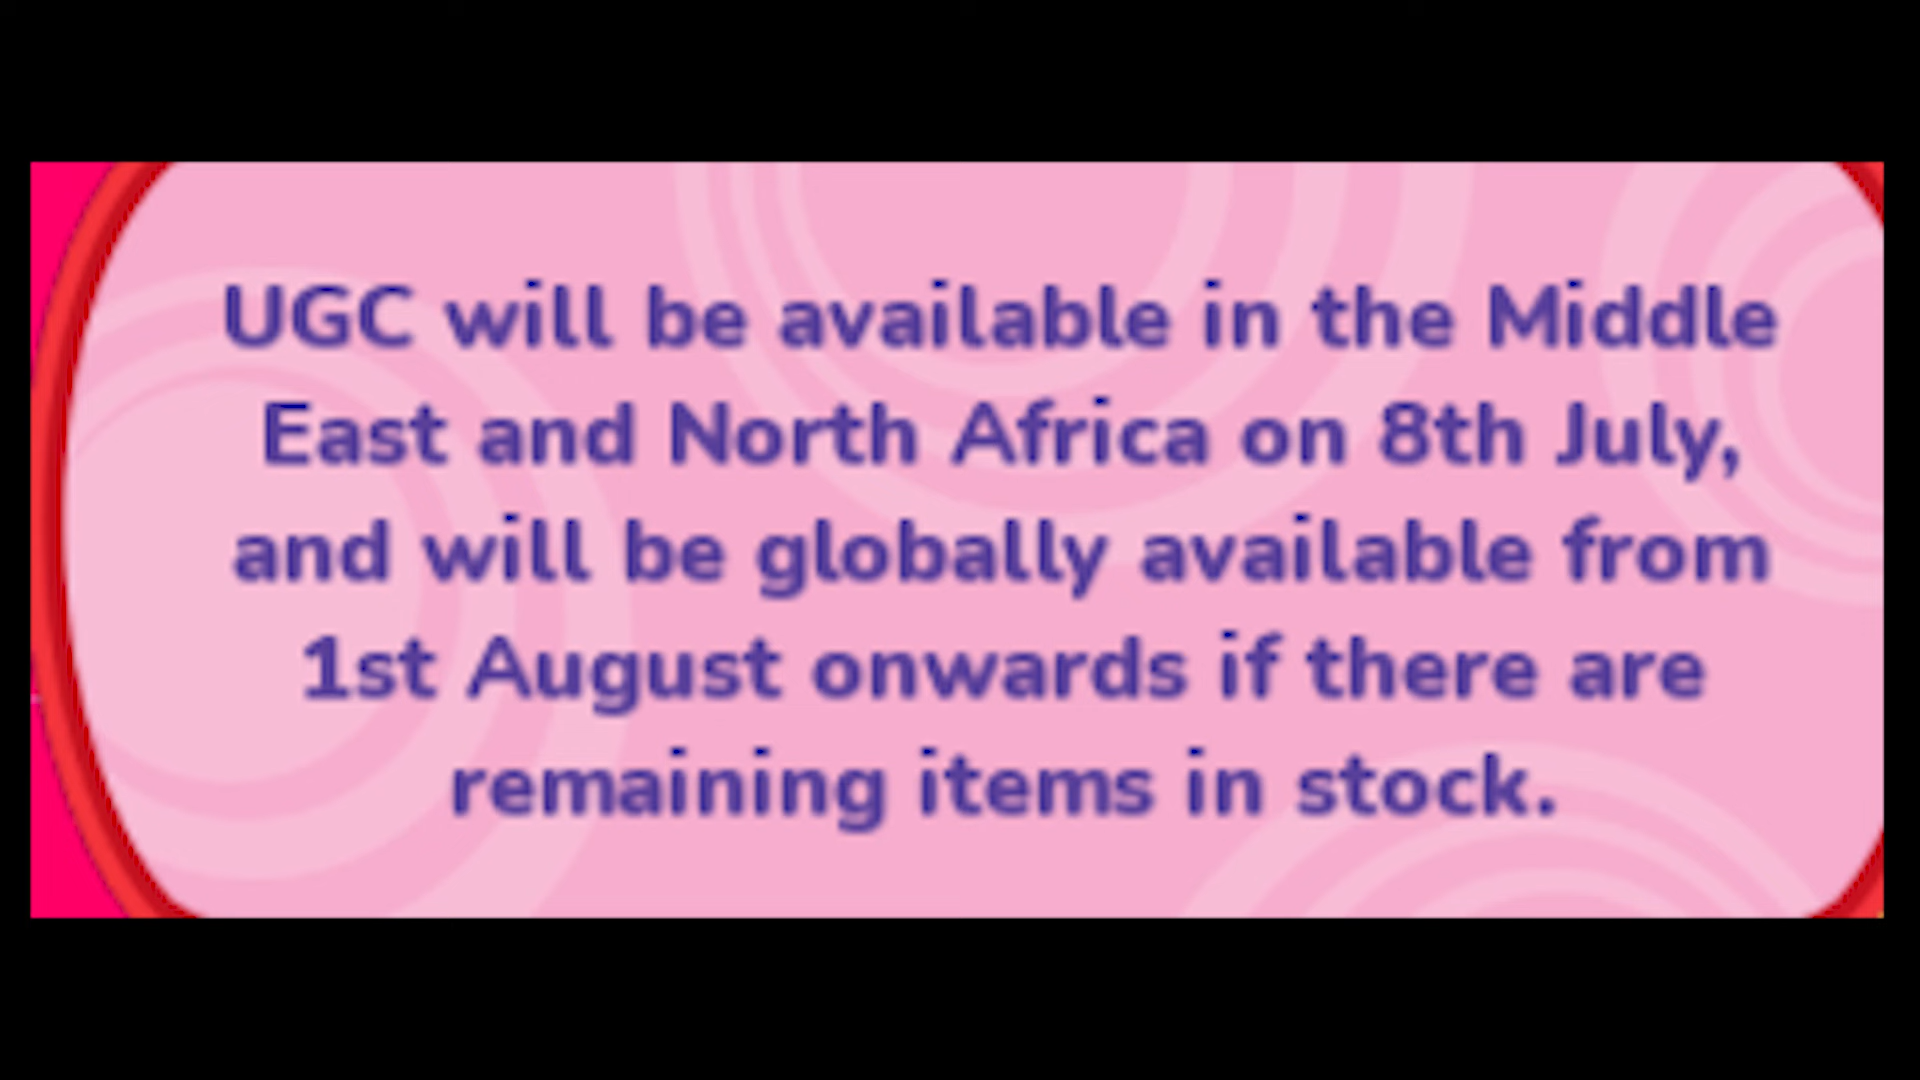 UGC will be available in the Middle
East and North Africa on 8th July,
and will be globally available from
1st August onwards if there are
remaining items in stock.